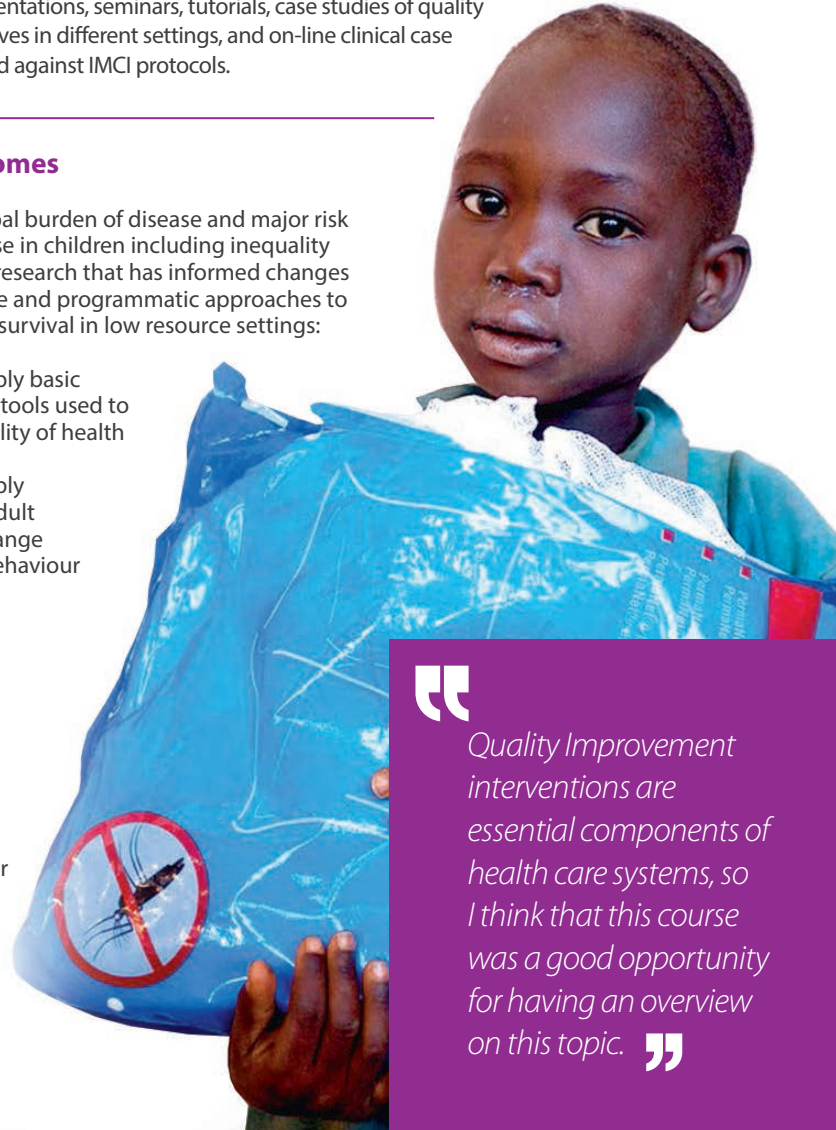 entations, seminars, tutorials, case studies of quality
ves in different settings, and on-line clinical case
d against IMCI protocols.
omes
bal burden of disease and major risk
se in children including inequality
research that has informed changes
e and programmatic approaches to
survival in low resource settings:
ply basic
tools used to
lity of health
ply
dult
ange
ehaviour
r
Quality Improvement
interventions are
essential components of
health care systems, so
I think that this course
was a good opportunity
for having an overview
on this topic.